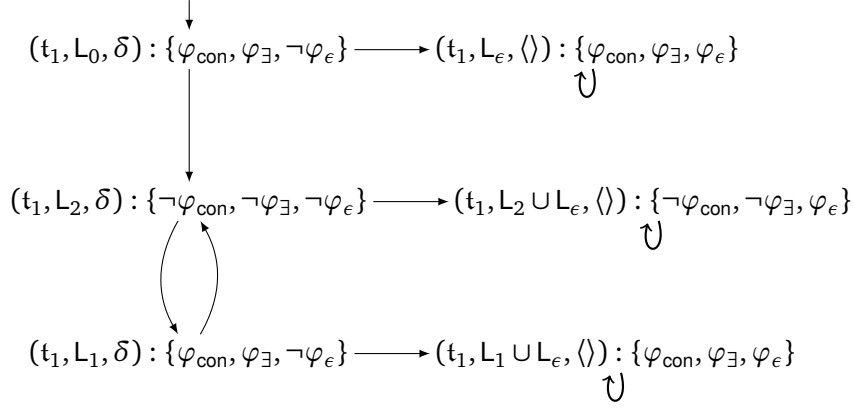 (𝔱₁, L₀, δ) : {φ_con, φ_∃, ¬φ_ϵ} (𝔱₁, L_ϵ, ⟨⟩) : {φ_con, φ_∃, φ_ϵ}
(𝔱₁, L₂, δ) : {¬φ_con, ¬φ_∃, ¬φ_ϵ} (𝔱₁, L₂ ∪ L_ϵ, ⟨⟩) : {¬φ_con, ¬φ_∃, φ_ϵ}
(𝔱₁, L₁, δ) : {φ_con, φ_∃, ¬φ_ϵ} (𝔱₁, L₁ ∪ L_ϵ, ⟨⟩) : {φ_con, φ_∃, φ_ϵ}